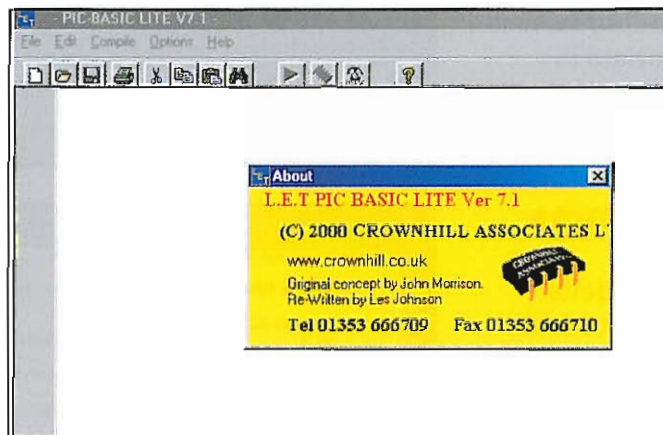 - PIC-BASIC LITE V7.1 -
File Edit Compile Options Help
About
L.E.T PIC BASIC LITE Ver 7.1
(C) 2000 CROWNHILL ASSOCIATES L
www.crownhill.co.uk
CROWNHILL
ASSOCIATES
Original concept by John Morrison.
Re-Written by Les Johnson
Tel 01353 666709 Fax 01353 666710